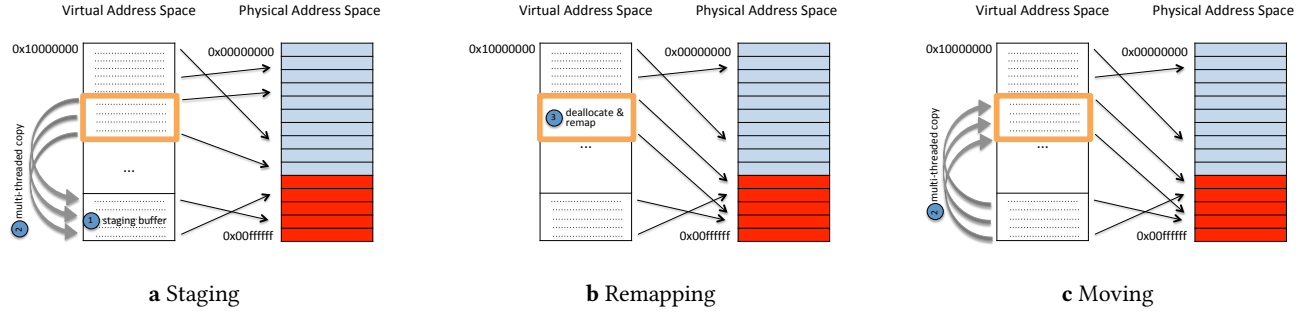 Virtual Address Space
Physical Address Space
0x10000000
0x00000000
2 multi-threaded copy
...
1 staging buffer
0x00ffffff
a Staging
Virtual Address Space
Physical Address Space
0x10000000
0x00000000
3 deallocate &
remap
...
0x00ffffff
b Remapping
Virtual Address Space
Physical Address Space
0x10000000
0x00000000
2 multi-threaded copy
...
0x00ffffff
c Moving